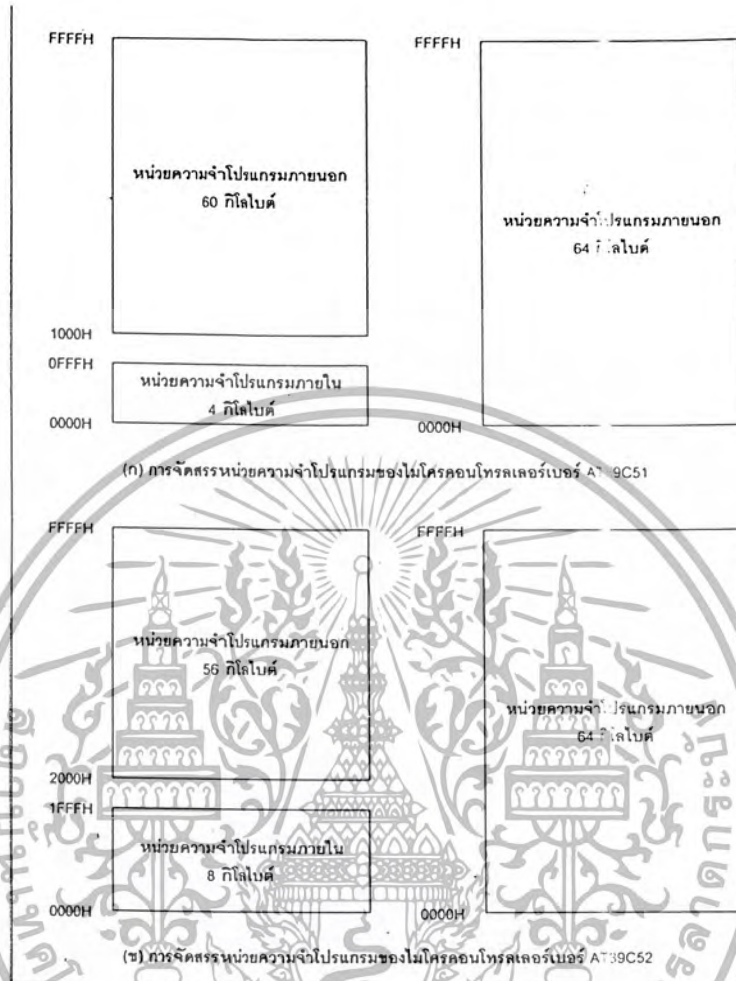 FFFFH
FFFFH
หน่วยความจำโปรแกรมภายนอก
60 กิโลไบต์
หน่วยความจำโปรแกรมภายนอก
64 กิโลไบต์
1000H
0FFFH
หน่วยความจำโปรแกรมภายใน
4 กิโลไบต์
0000H
0000H
(ก) การจัดสรรหน่วยความจำโปรแกรมของไมโครคอนโทรลเลอร์เบอร์ AT89C51
FFFFH
FFFFH
หน่วยความจำโปรแกรมภายนอก
56 กิโลไบต์
หน่วยความจำโปรแกรมภายนอก
64 กิโลไบต์
2000H
1FFFH
หน่วยความจำโปรแกรมภายใน
8 กิโลไบต์
0000H
0000H
(ข) การจัดสรรหน่วยความจำโปรแกรมของไมโครคอนโทรลเลอร์เบอร์ AT89C52